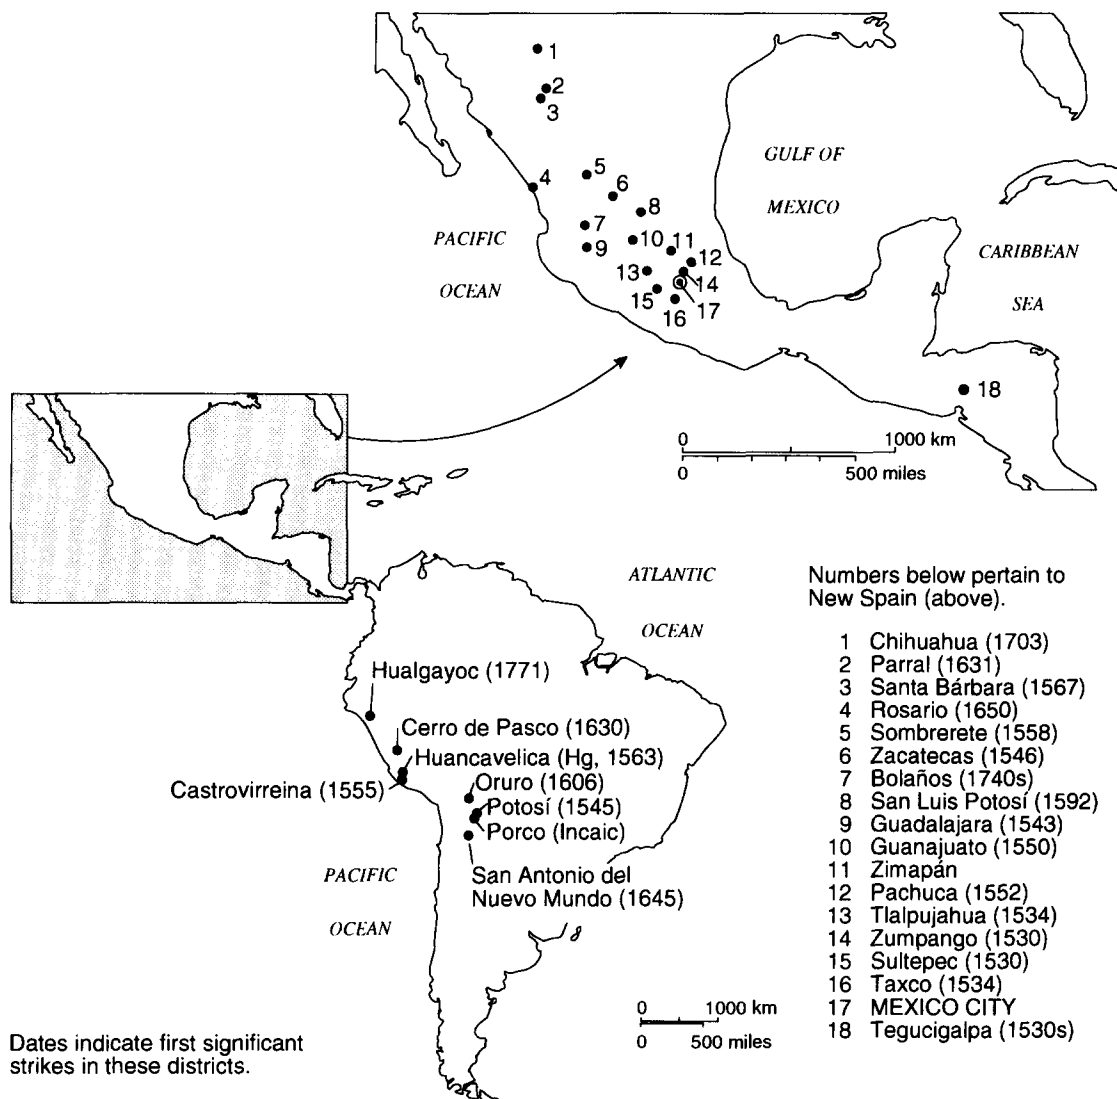 1
2
3
4
5
6
7
8
9
10
11
12
13
14
15
16
17
18
GULF OF
MEXICO
PACIFIC
OCEAN
CARIBBEAN
SEA
0 1000 km
0 500 miles
ATLANTIC
OCEAN
Hualgayoc (1771)
Cerro de Pasco (1630)
Huancavelica (Hg, 1563)
Castrovirreina (1555)
Oruro (1606)
Potosí (1545)
Porco (Incaic)
San Antonio del
Nuevo Mundo (1645)
PACIFIC
OCEAN
0 1000 km
0 500 miles
Dates indicate first significant
strikes in these districts.
Numbers below pertain to
New Spain (above).
1 Chihuahua (1703)
2 Parral (1631)
3 Santa Bárbara (1567)
4 Rosario (1650)
5 Sombrerete (1558)
6 Zacatecas (1546)
7 Bolaños (1740s)
8 San Luis Potosí (1592)
9 Guadalajara (1543)
10 Guanajuato (1550)
11 Zimapán
12 Pachuca (1552)
13 Tlalpujahua (1534)
14 Zumpango (1530)
15 Sultepec (1530)
16 Taxco (1534)
17 MEXICO CITY
18 Tegucigalpa (1530s)